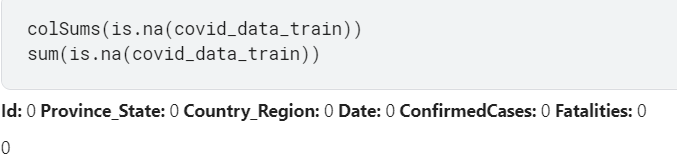 colSums(is.na(covid_data_train))
sum(is.na(covid_data_train))
Id: 0 Province_State: 0 Country_Region: 0 Date: 0 ConfirmedCases: 0 Fatalities: 0
0